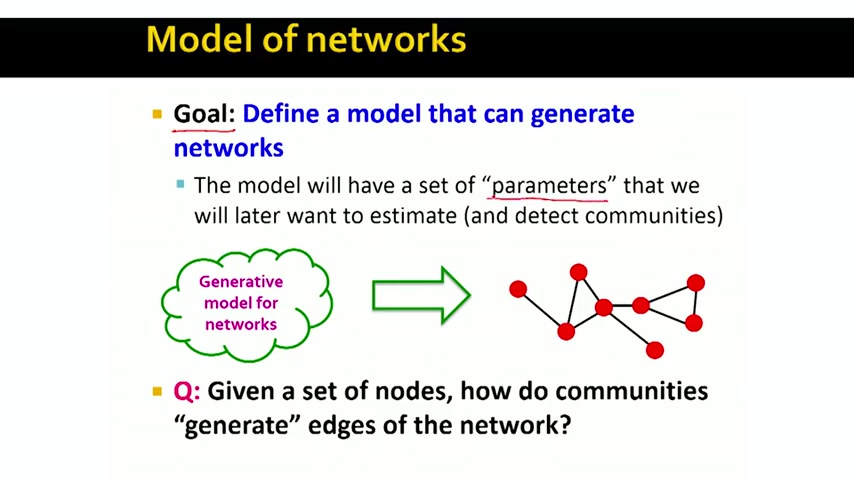 Model of networks
Goal: Define a model that can generate
networks
The model will have a set of “parameters” that we
will later want to estimate (and detect communities)
Generative
model for
networks
Q: Given a set of nodes, how do communities
“generate” edges of the network?